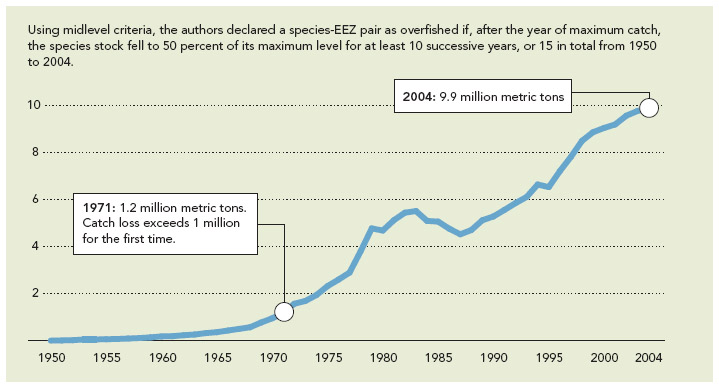 Using midlevel criteria, the authors declared a species-EEZ pair as overfished if, after the year of maximum catch,
the species stock fell to 50 percent of its maximum level for at least 10 successive years, or 15 in total from 1950
to 2004.
2004: 9.9 million metric tons
10
8
6
1971: 1.2 million metric tons.
Catch loss exceeds 1 million
for the first time.
4
2
1950 1955 1960 1965 1970 1975 1980 1985 1990 1995 2000 2004